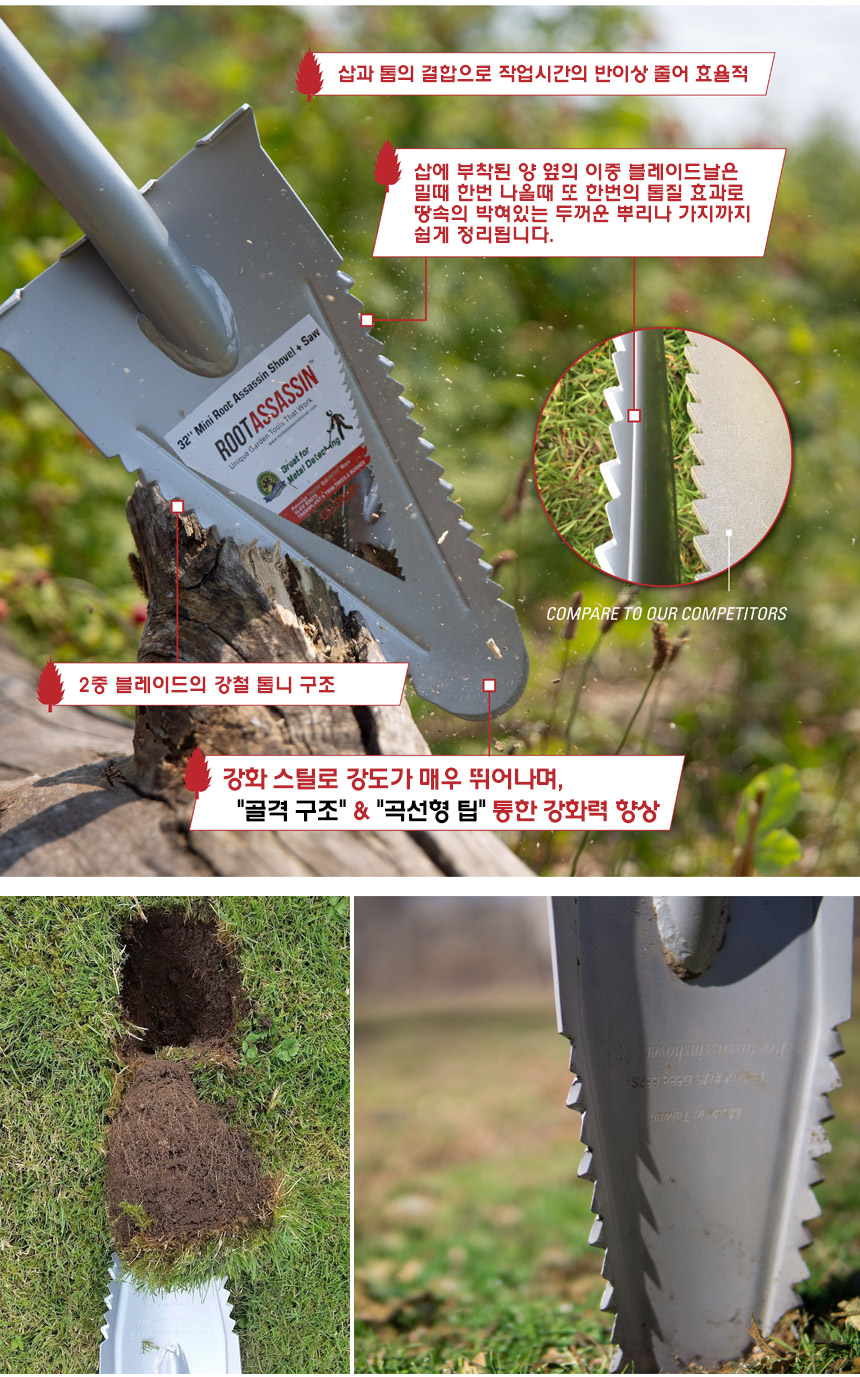 삽과 톱의 결합으로 작업시간의 반이상 줄어 효율적
삽에 부착된 양 옆의 이중 블레이드날은
밀때 한번 나올때 또 한번의 톱질 효과로
땅속의 박혀있는 두꺼운 뿌리나 가지까지
쉽게 정리됩니다.
32" Mini Root Assassin Shovel + Saw
ROOTASSASSIN™
Unique Garden Tools That Work
Great for
Metal Detecting
COMPARE TO OUR COMPETITORS
2중 블레이드의 강철 톱니 구조
강화 스틸로 강도가 매우 뛰어나며,
"골격 구조" & "곡선형 팁" 통한 강화력 향상
Made in Taiwan